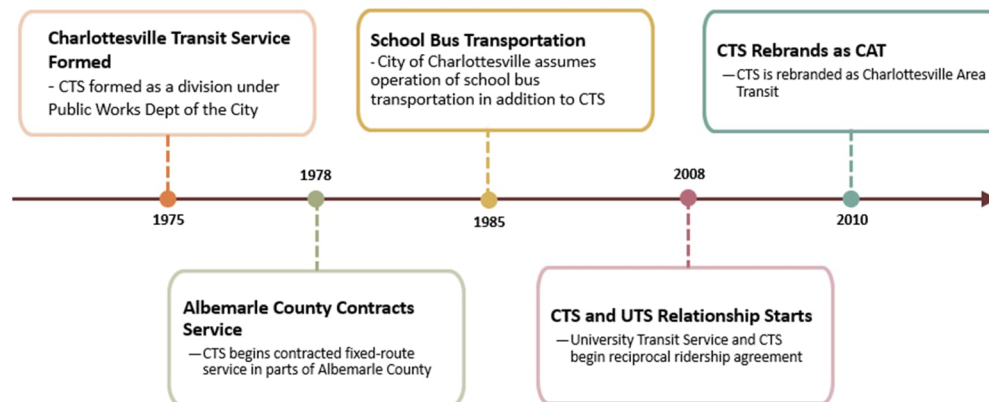 Charlottesville Transit Service
Formed
- CTS formed as a division under
Public Works Dept of the City
School Bus Transportation
- City of Charlottesville assumes
operation of school bus
transportation in addition to CTS
CTS Rebrands as CAT
—CTS is rebranded as Charlottesville Area
Transit
1975
1978
1985
2008
2010
Albemarle County Contracts
Service
—CTS begins contracted fixed-route
service in parts of Albemarle County
CTS and UTS Relationship Starts
—University Transit Service and CTS
begin reciprocal ridership agreement